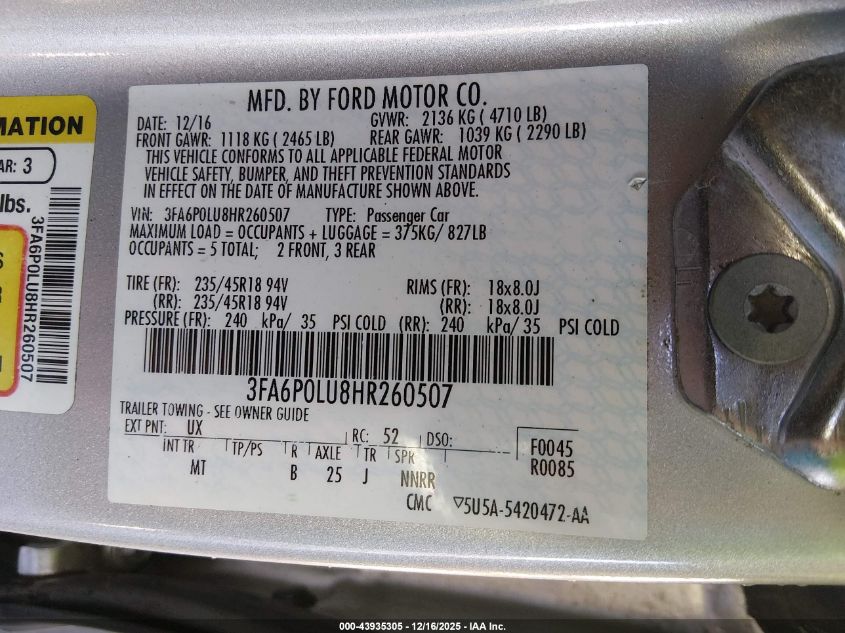 MATION
AR: 3
lbs.
3FA6P0LU8HR260507
MFD. BY FORD MOTOR CO.
DATE: 12/16 GVWR: 2136 KG ( 4710 LB)
FRONT GAWR: 1118 KG ( 2465 LB) REAR GAWR: 1039 KG ( 2290 LB)
THIS VEHICLE CONFORMS TO ALL APPLICABLE FEDERAL MOTOR
VEHICLE SAFETY, BUMPER, AND THEFT PREVENTION STANDARDS
IN EFFECT ON THE DATE OF MANUFACTURE SHOWN ABOVE.
VIN: 3FA6P0LU8HR260507 TYPE: Passenger Car
MAXIMUM LOAD = OCCUPANTS + LUGGAGE = 375KG/ 827LB
OCCUPANTS = 5 TOTAL; 2 FRONT, 3 REAR
TIRE (FR): 235/45R18 94V RIMS (FR): 18x8.0J
(RR): 235/45R18 94V (RR): 18x8.0J
PRESSURE (FR): 240 kPa/ 35 PSI COLD (RR): 240 kPa/ 35 PSI COLD
3FA6P0LU8HR260507
TRAILER TOWING - SEE OWNER GUIDE
EXT PNT: UX RC: 52 DSO: F0045
INT TR TP/PS R AXLE TR SPR R0085
MT B 25 J NNRR
CMC ▽5U5A-5420472-AA
000-43935305 - 12/16/2025 - IAA Inc.